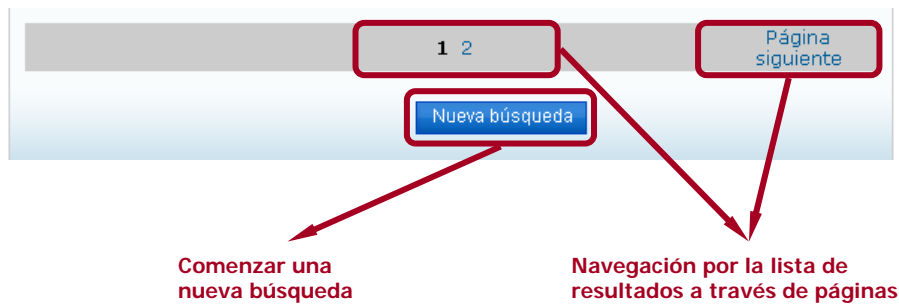 1 2
Página
siguiente
Nueva búsqueda
Comenzar una
nueva búsqueda
Navegación por la lista de
resultados a través de páginas